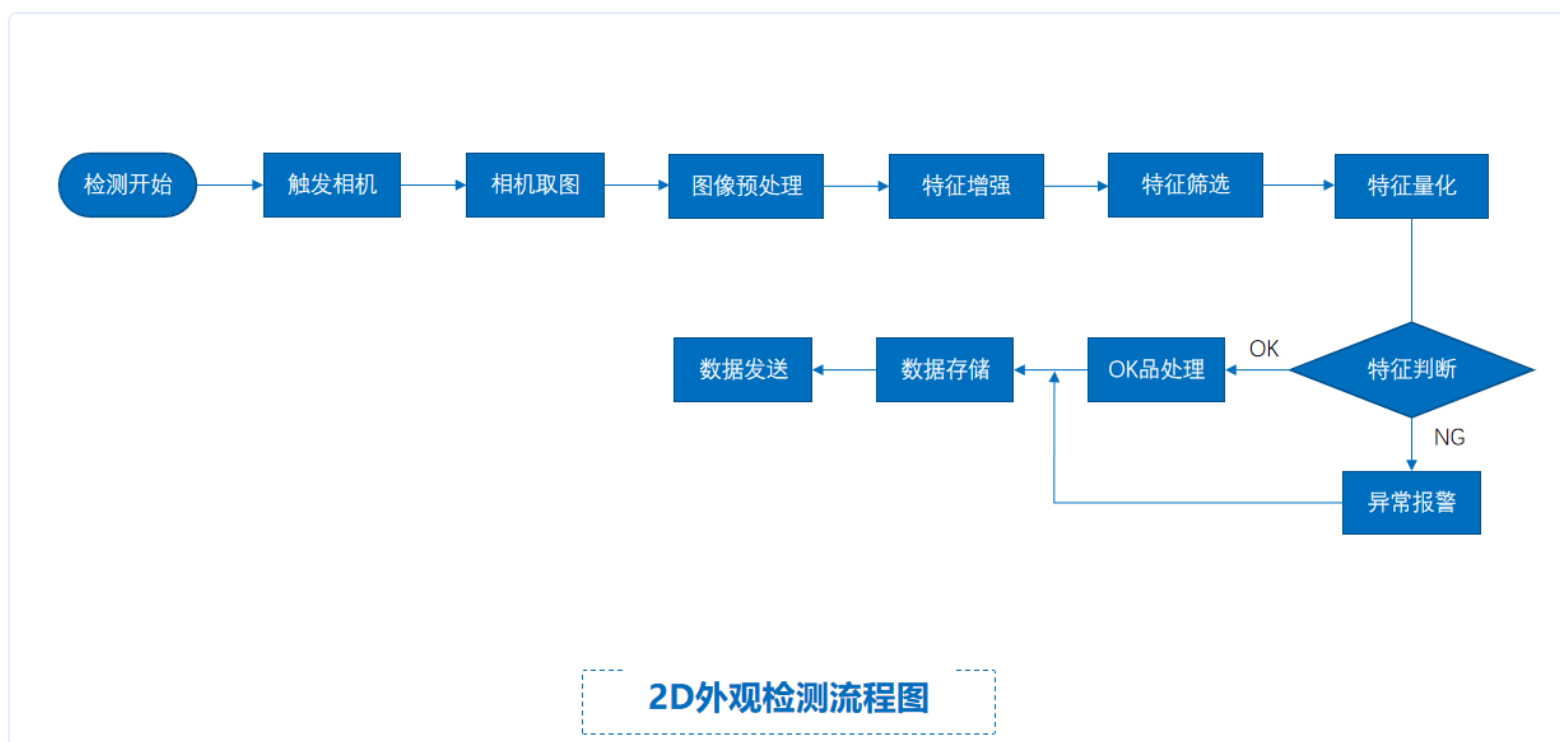 检测开始
触发相机
相机取图
图像预处理
特征增强
特征筛选
特征量化
数据发送
数据存储
OK品处理
OK
特征判断
NG
异常报警
2D外观检测流程图